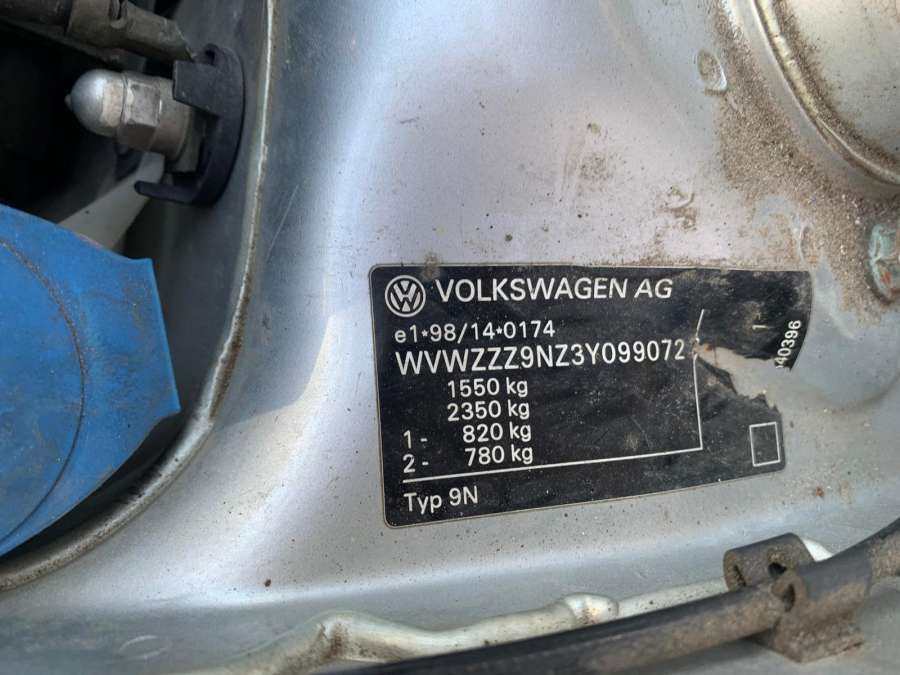 VOLKSWAGEN AG
e1*98/14*0174
WVWZZZ9NZ3Y099072
1550 kg
2350 kg
1- 820 kg
2- 780 kg
Typ 9N